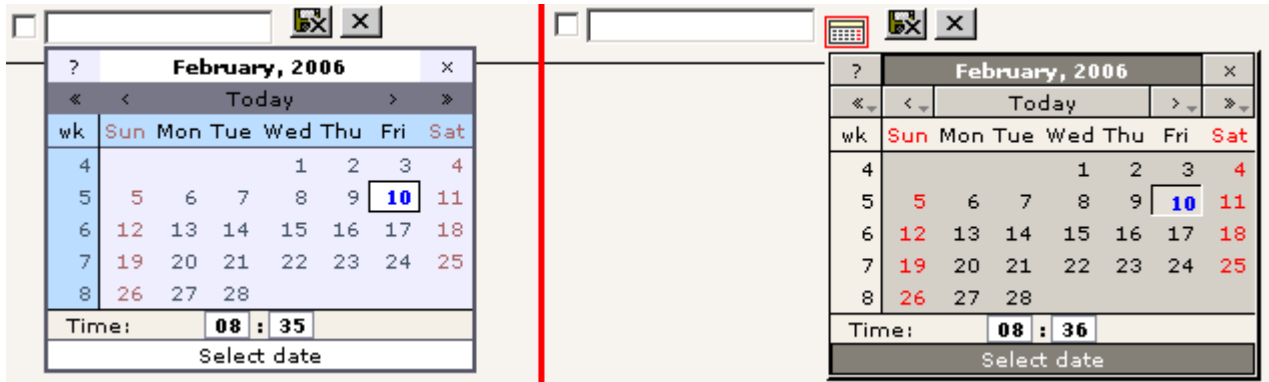 ? February, 2006 ×
« ‹ Today › »
wk Sun Mon Tue Wed Thu Fri Sat
4 1 2 3 4
5 5 6 7 8 9 10 11
6 12 13 14 15 16 17 18
7 19 20 21 22 23 24 25
8 26 27 28
Time: 08 : 35
Select date
? February, 2006 ×
« ‹ Today › »
wk Sun Mon Tue Wed Thu Fri Sat
4 1 2 3 4
5 5 6 7 8 9 10 11
6 12 13 14 15 16 17 18
7 19 20 21 22 23 24 25
8 26 27 28
Time: 08 : 36
Select date